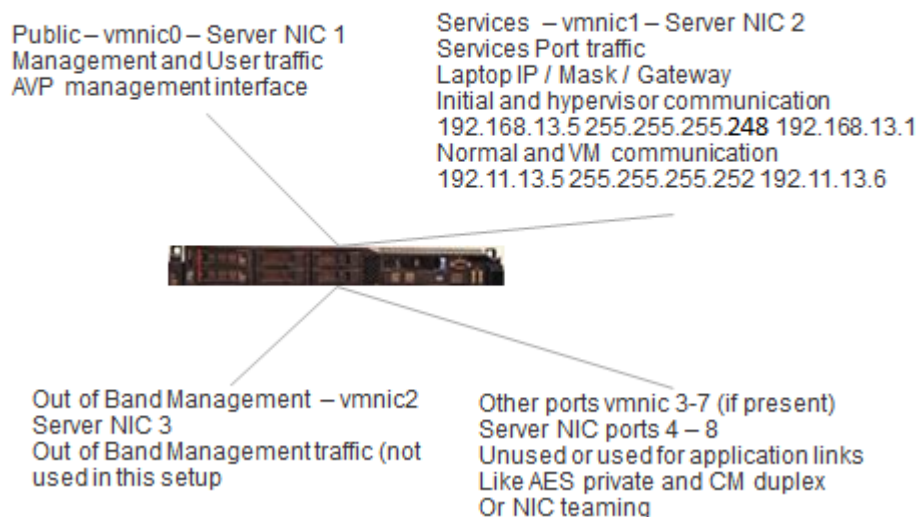 Public – vmnic0 – Server NIC 1
Management and User traffic
AVP management interface
Services – vmnic1 – Server NIC 2
Services Port traffic
Laptop IP / Mask / Gateway
Initial and hypervisor communication
192.168.13.5 255.255.255.248 192.168.13.1
Normal and VM communication
192.11.13.5 255.255.255.252 192.11.13.6
Out of Band Management – vmnic2
Server NIC 3
Out of Band Management traffic (not
used in this setup
Other ports vmnic 3-7 (if present)
Server NIC ports 4 – 8
Unused or used for application links
Like AES private and CM duplex
Or NIC teaming